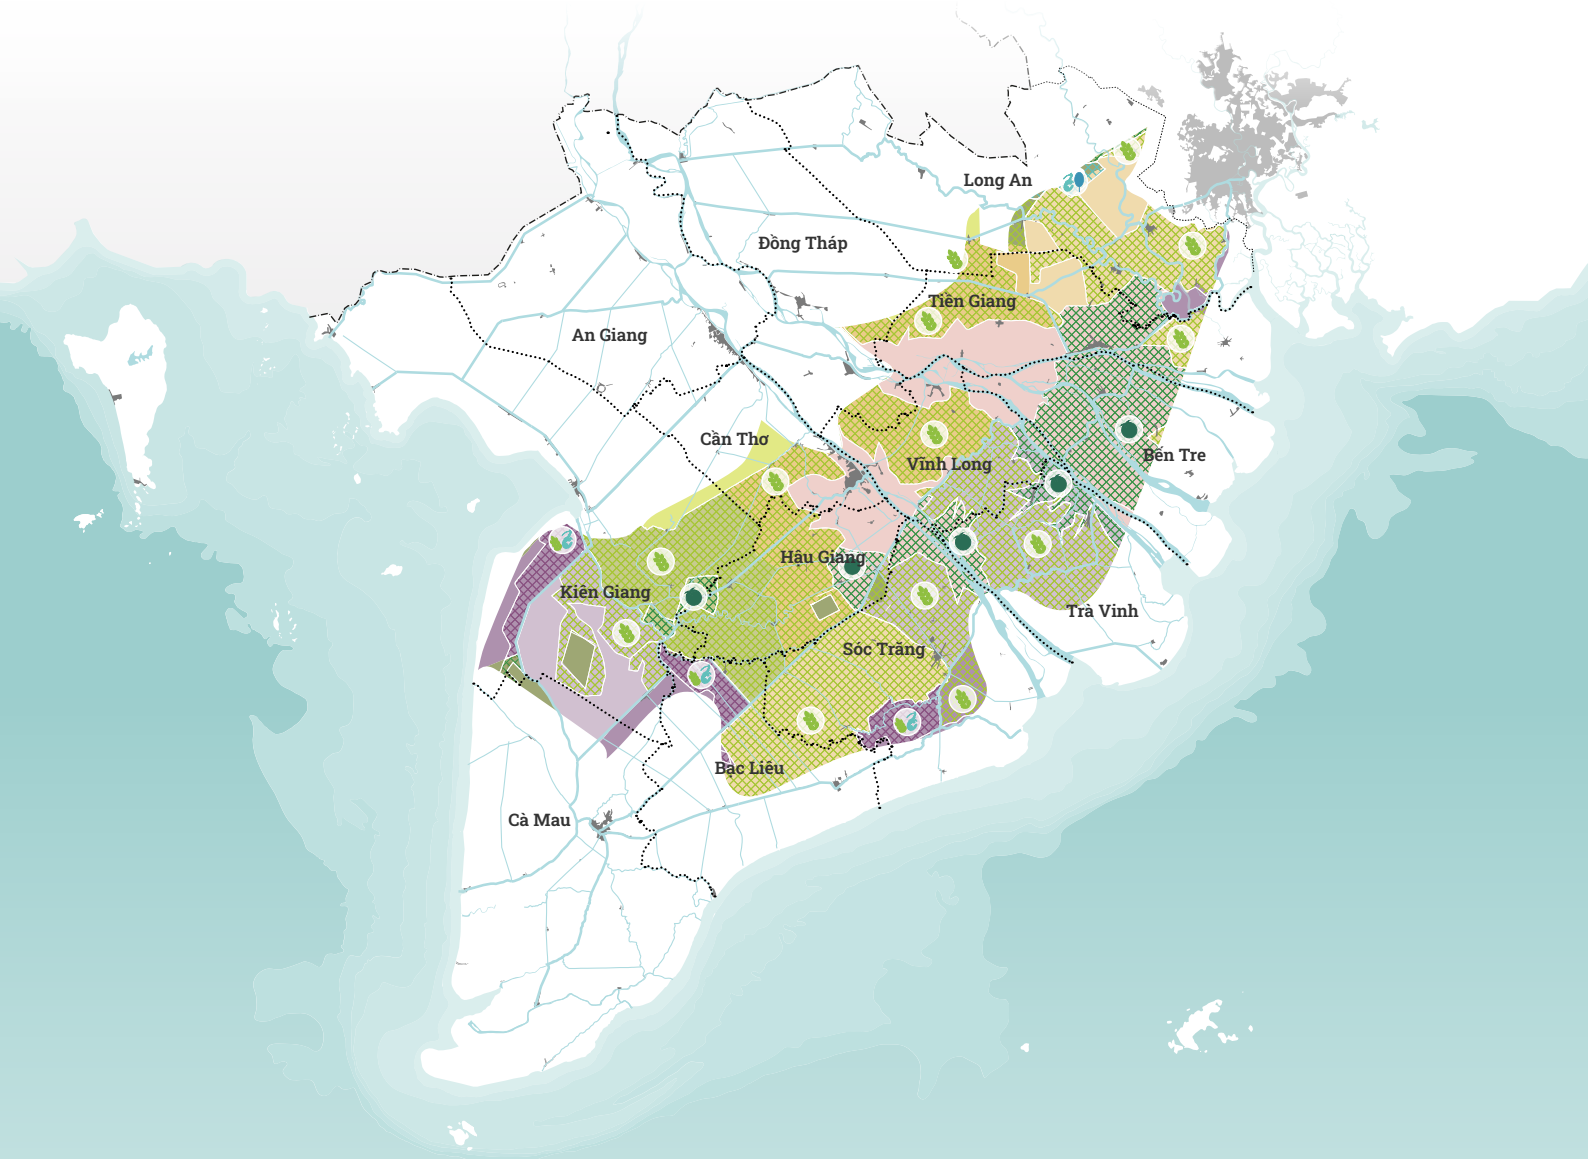 Long An
Đồng Tháp
Tiền Giang
An Giang
Cần Thơ
Bến Tre
Vĩnh Long
Hậu Giang
Kiên Giang
Trà Vinh
Sóc Trăng
Bạc Liêu
Cà Mau